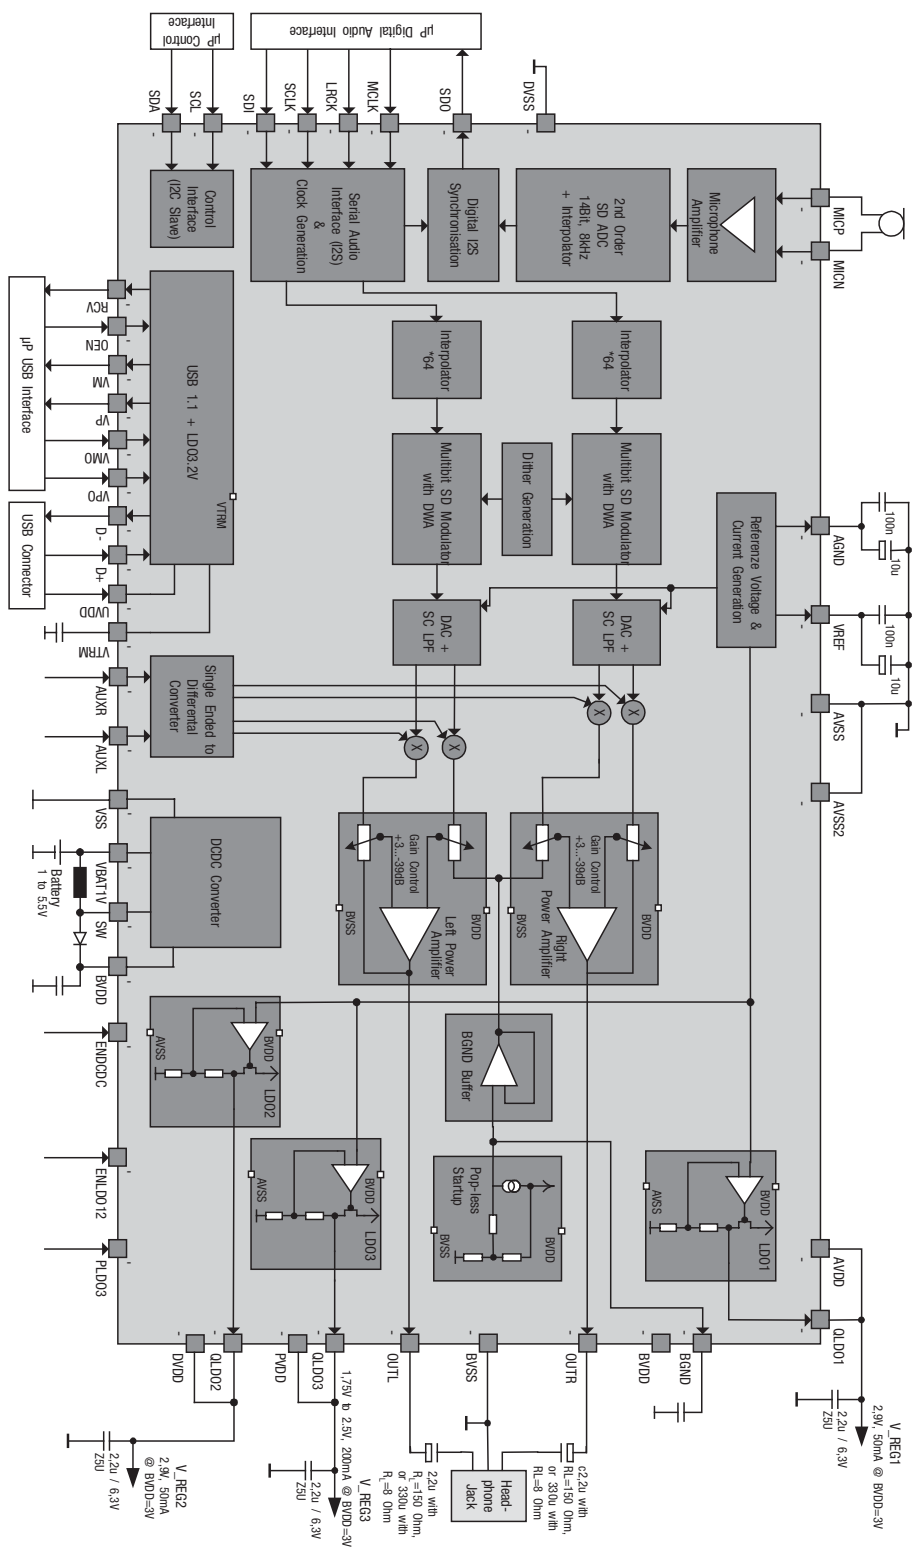 µP Control
Interface
µP Digital Audio Interface
SDA
SCL
SDI
SCLK
LRCK
MCLK
SDO
DVSS
Control
Interface
(I2C Slave)
Serial Audio
Interface (I2S)
&
Clock Generation
Digital I2S
Synchronisation
2nd Order
SD ADC
14Bit, 8kHz
+ Interpolator
Microphone
Amplifier
MICP
MICN
µP USB Interface
RCV
OEN
VM
VP
VMO
VPO
USB Connector
D-
D+
UVDD
VTRM
USB 1.1 + LDO3.2V
VTRM
Interpolator
*64
Interpolator
*64
Multibit SD Modulator
with DWA
Dither Generation
Multibit SD Modulator
with DWA
DAC +
SC LPF
DAC +
SC LPF
Referenze Voltage &
Current Generation
AGND
100n
10u
VREF
100n
10u
AVSS
AVSS2
AUXR
AUXL
Single Ended to
Differental
Converter
X
X
X
X
VSS
VBAT1V
Battery
1 to 5.5V
SW
BVDD
DCDC Converter
Gain Control
+3...-39dB
BVSS
BVDD
Left Power
Amplifier
Gain Control
+3...-39dB
BVSS
BVDD
Right
Power Amplifier
BGND Buffer
Pop-less
Startup
BVSS
BVDD
ENDCDC
ENLDO12
PLDO3
AVSS
BVDD
LDO2
AVSS
BVDD
LDO3
AVSS
BVDD
LDO1
AVDD
QLDO1
DVDD
QLDO2
PVDD
QLDO3
OUTL
BVSS
OUTR
BVDD
BGND
V_REG1
2,9V, 50mA @ BVDD=3V
2,2u / 6,3V
Z5U
V_REG2
2,9V, 50mA
@ BVDD=3V
2,2u / 6,3V
Z5U
V_REG3
1,75V to 2.5V, 200mA @ BVDD=3V
2,2u / 6,3V
Z5U
2.2u with
RL=150 Ohm,
or 330u with
RL=8 Ohm
Head-
phone
Jack
c2,2u with
RL=150 Ohm,
or 330u with
RL=8 Ohm